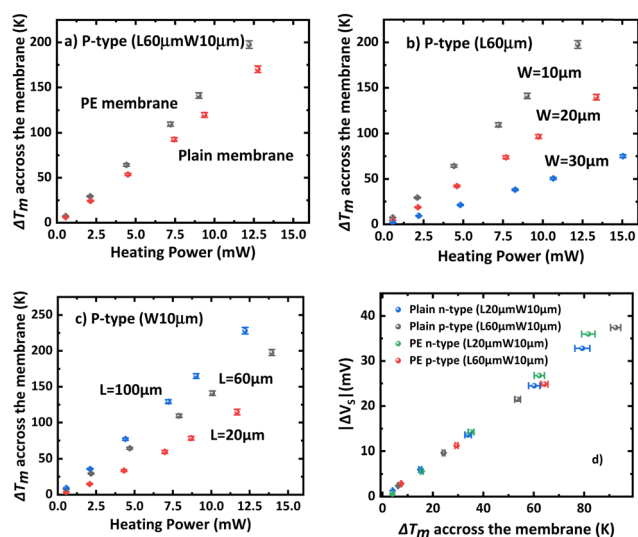 a) P-type (L60µmW10µm)
PE membrane
Plain membrane
200
150
100
50
0
0.0 2.5 5.0 7.5 10.0 12.5 15.0
Heating Power (mW)
ΔTm accross the membrane (K)
b) P-type (L60µm)
W=10µm
W=20µm
W=30µm
200
150
100
50
0
0.0 2.5 5.0 7.5 10.0 12.5 15.0
Heating Power (mW)
ΔTm accross the membrane (K)
c) P-type (W10µm)
L=100µm
L=60µm
L=20µm
250
200
150
100
50
0
0.0 2.5 5.0 7.5 10.0 12.5 15.0
Heating Power (mW)
ΔTm accross the membrane (K)
Plain n-type (L20µmW10µm)
Plain p-type (L60µmW10µm)
PE n-type (L20µmW10µm)
PE p-type (L60µmW10µm)
d)
40
30
20
10
0
0 20 40 60 80
ΔTm accross the membrane (K)
|ΔVs| (mV)